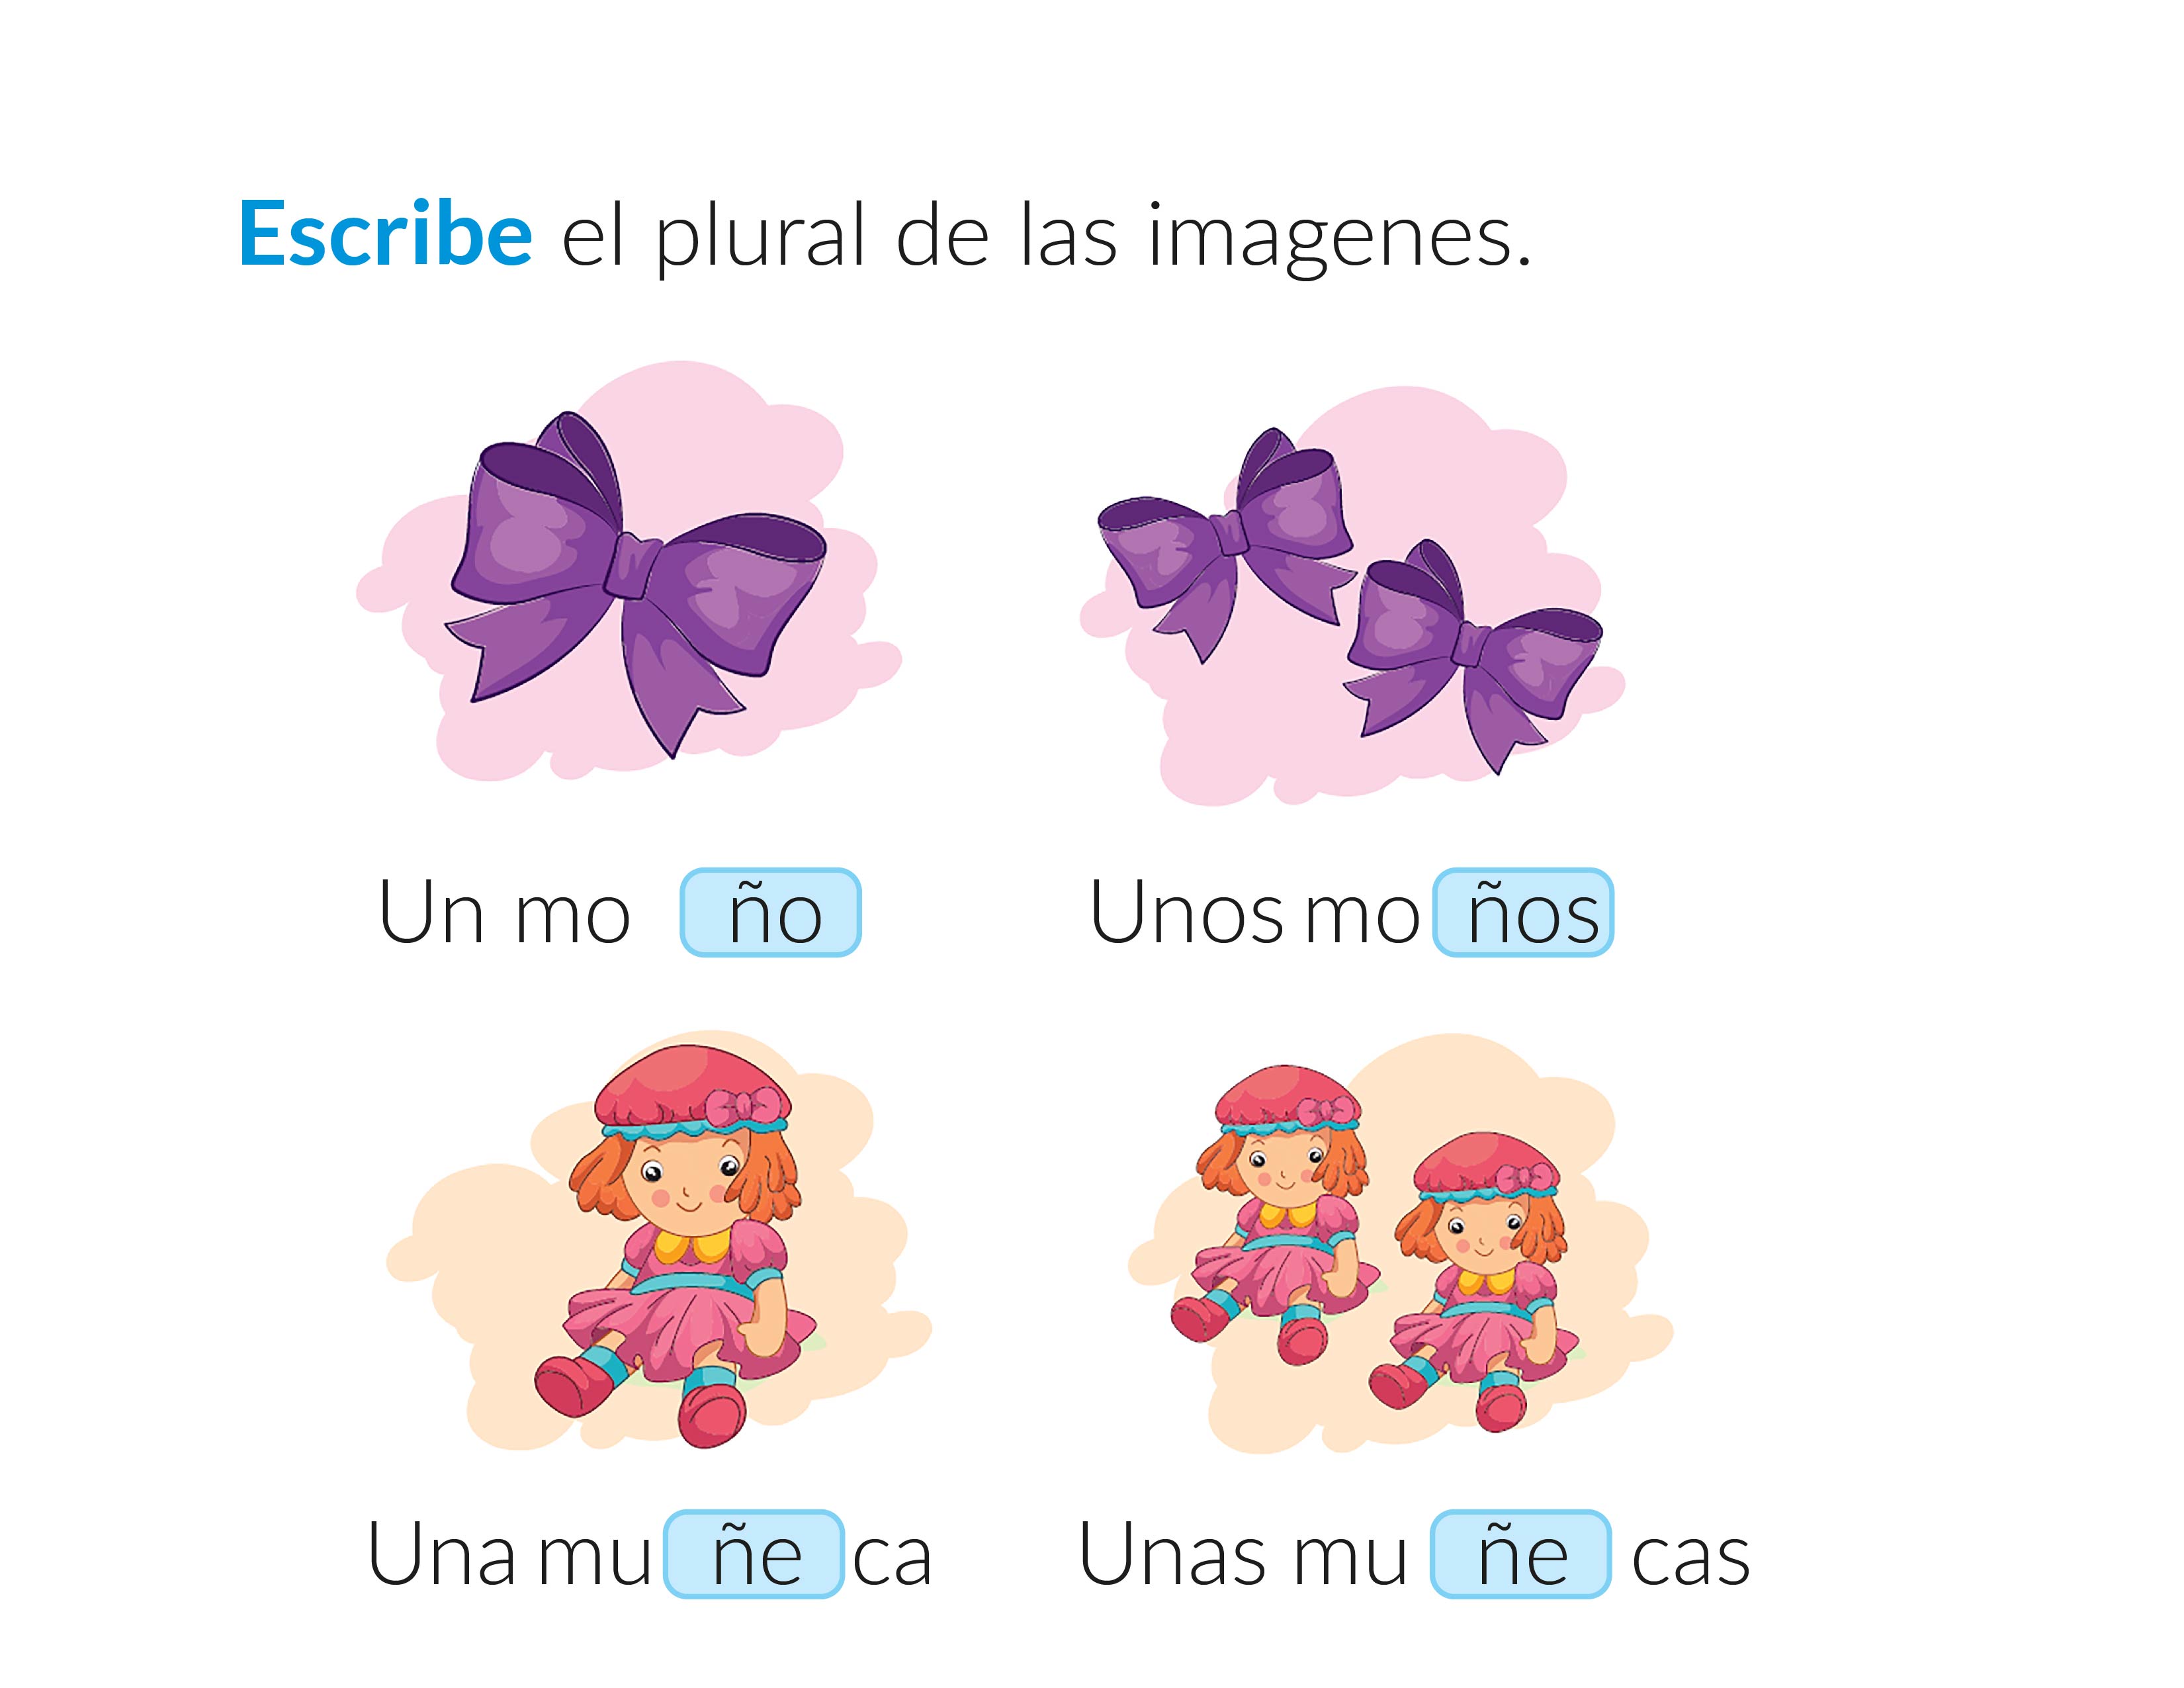 Escribe el plural de las imagenes.
Un mo ño
Unos mo ños
Una mu ñe ca
Unas mu ñe cas